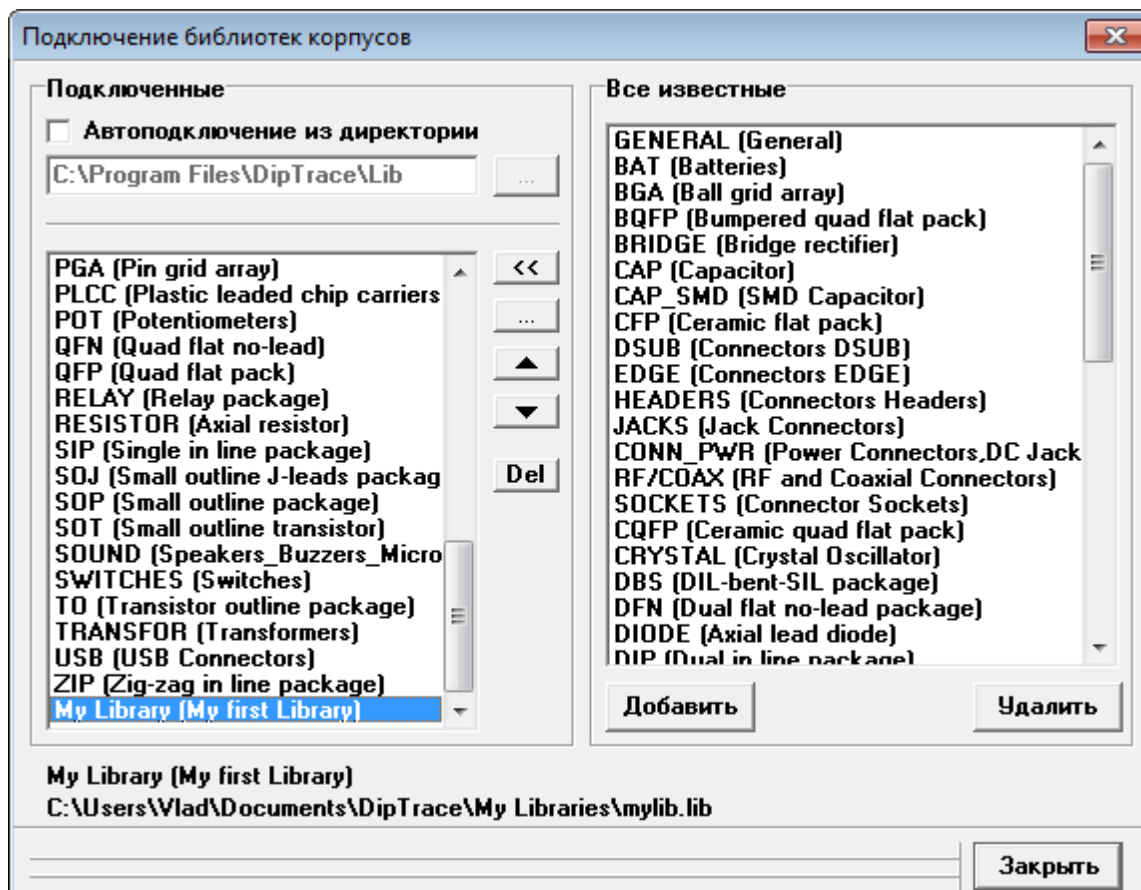 Подключение библиотек корпусов
Подключенные
Автоподключение из директории
C:\Program Files\DipTrace\Lib
...
PGA (Pin grid array)
PLCC (Plastic leaded chip carriers
POT (Potentiometers)
QFN (Quad flat no-lead)
QFP (Quad flat pack)
RELAY (Relay package)
RESISTOR (Axial resistor)
SIP (Single in line package)
SOJ (Small outline J-leads packag
SOP (Small outline package)
SOT (Small outline transistor)
SOUND (Speakers_Buzzers_Micro
SWITCHES (Switches)
TO (Transistor outline package)
TRANSFOR (Transformers)
USB (USB Connectors)
ZIP (Zig-zag in line package)
My Library (My first Library)
<<
...
Del
Все известные
GENERAL (General)
BAT (Batteries)
BGA (Ball grid array)
BQFP (Bumpered quad flat pack)
BRIDGE (Bridge rectifier)
CAP (Capacitor)
CAP_SMD (SMD Capacitor)
CFP (Ceramic flat pack)
DSUB (Connectors DSUB)
EDGE (Connectors EDGE)
HEADERS (Connectors Headers)
JACKS (Jack Connectors)
CONN_PWR (Power Connectors,DC Jack
RF/COAX (RF and Coaxial Connectors)
SOCKETS (Connector Sockets)
CQFP (Ceramic quad flat pack)
CRYSTAL (Crystal Oscillator)
DBS (DIL-bent-SIL package)
DFN (Dual flat no-lead package)
DIODE (Axial lead diode)
DIP (Dual in line package)
Добавить
Удалить
My Library (My first Library)
C:\Users\Vlad\Documents\DipTrace\My Libraries\mylib.lib
Закрыть